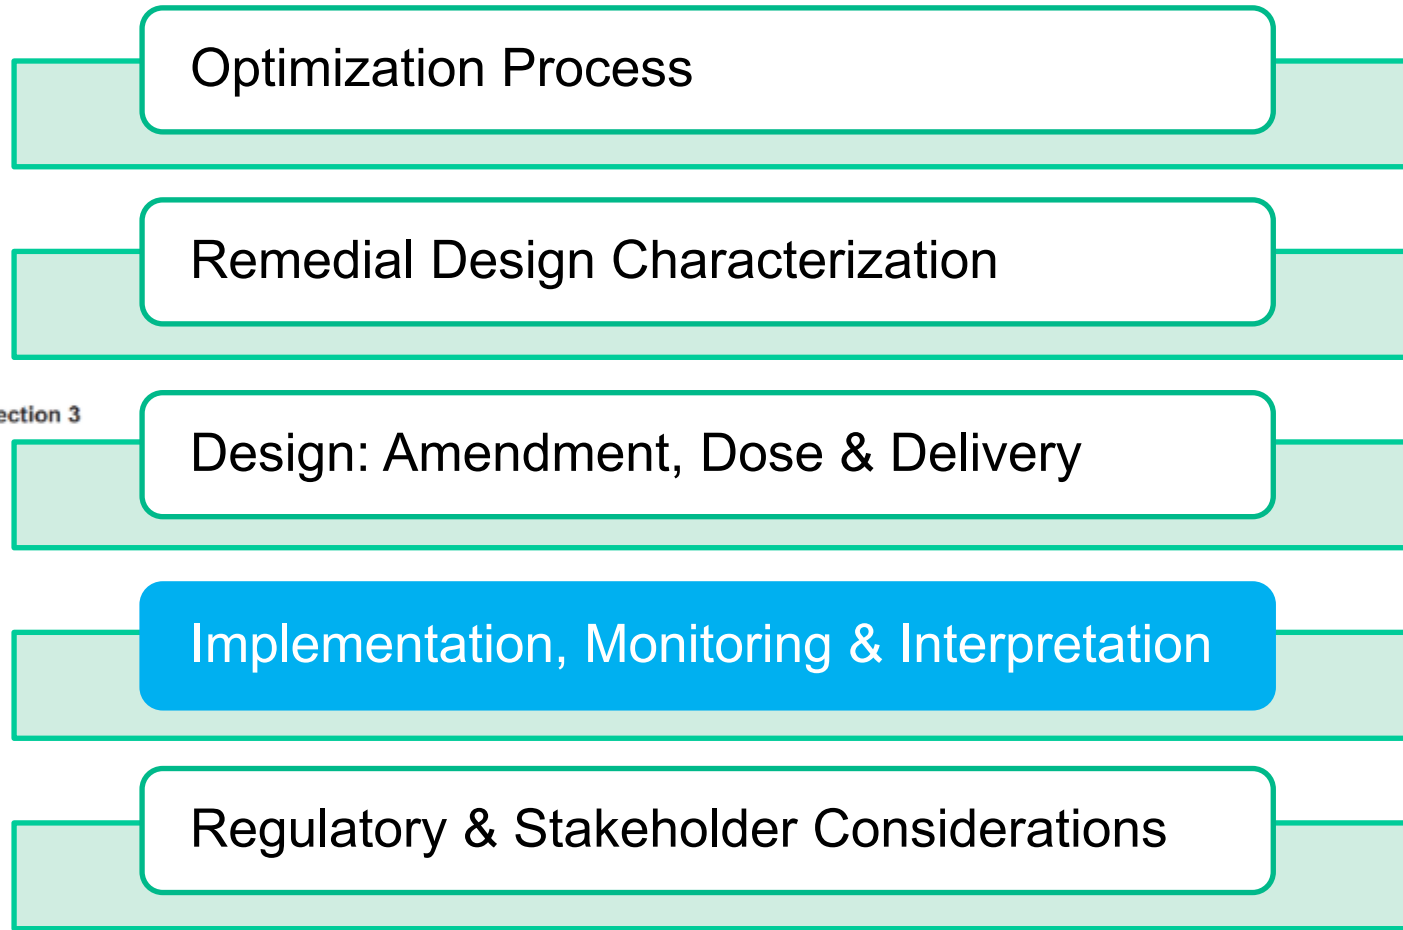 Optimization Process
Remedial Design Characterization
ection 3
Design: Amendment, Dose & Delivery
Implementation, Monitoring & Interpretation
Regulatory & Stakeholder Considerations